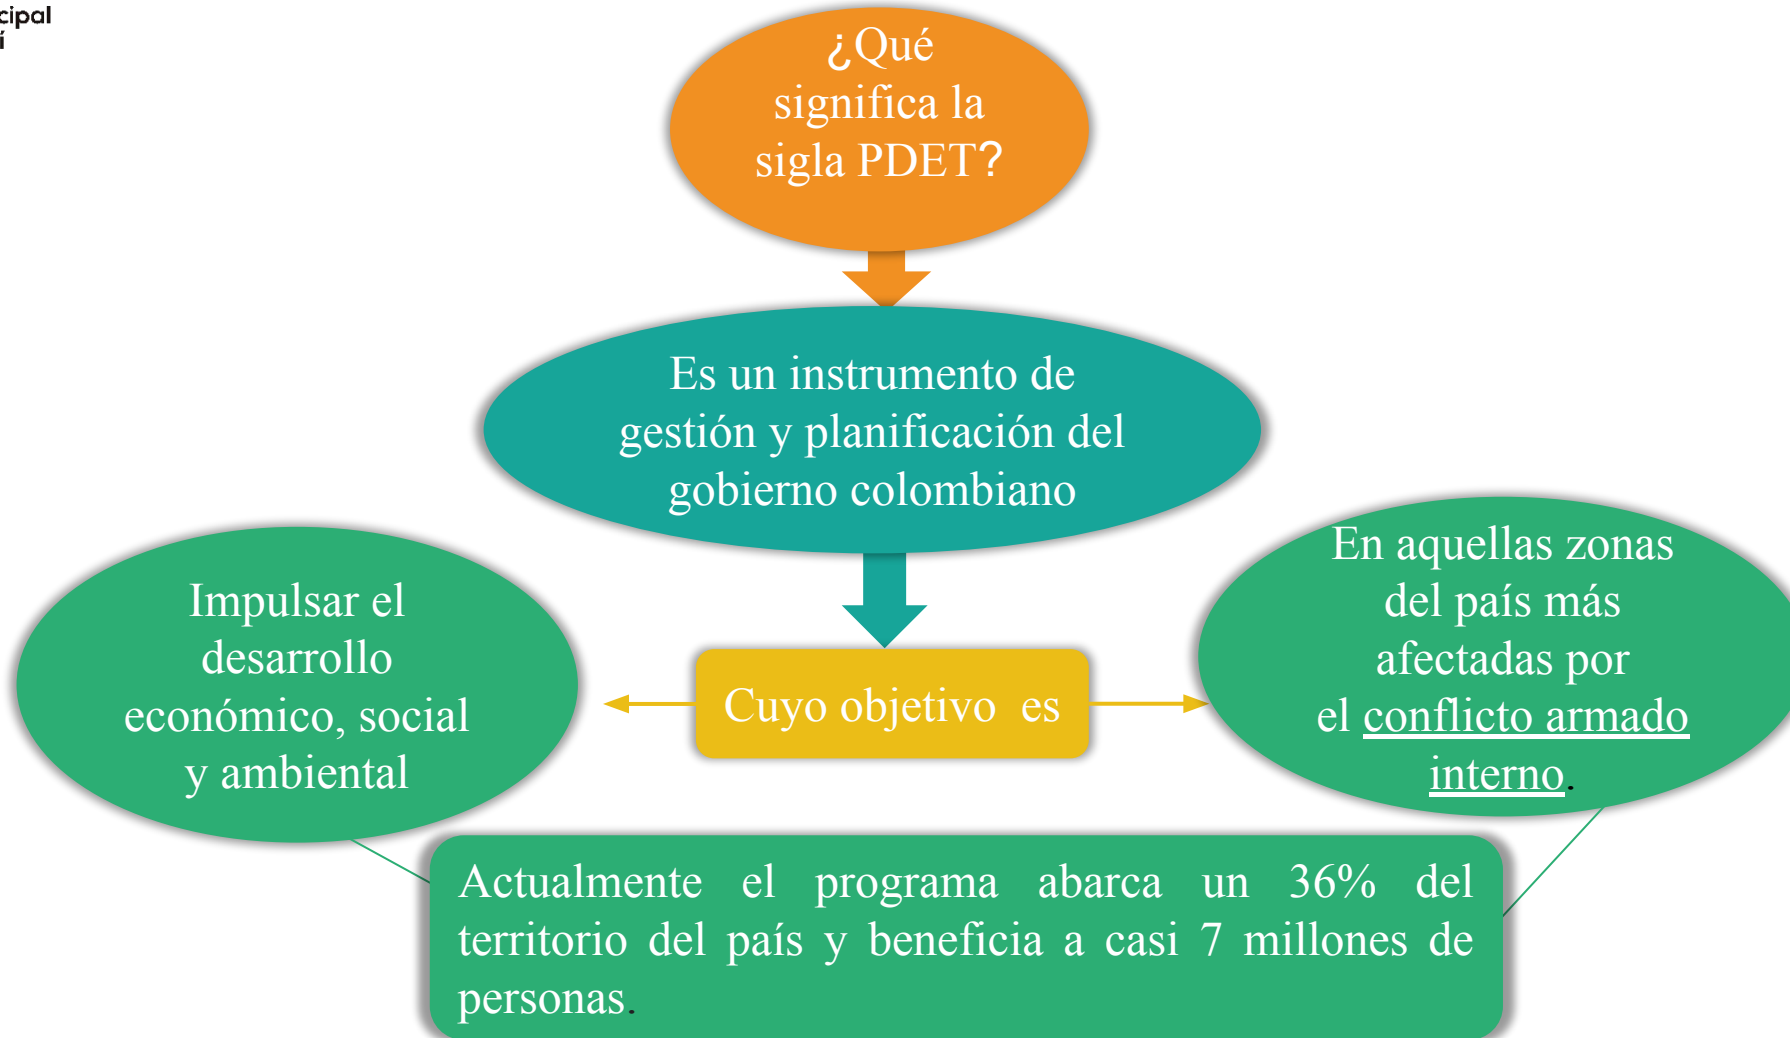 ¿Qué
significa la
sigla PDET?
Es un instrumento de
gestión y planificación del
gobierno colombiano
Impulsar el
desarrollo
económico, social
y ambiental
Cuyo objetivo  es
En aquellas zonas
del país más
afectadas por
el conflicto armado
interno.
Actualmente el programa abarca un 36% del
territorio del país y beneficia a casi 7 millones de
personas.